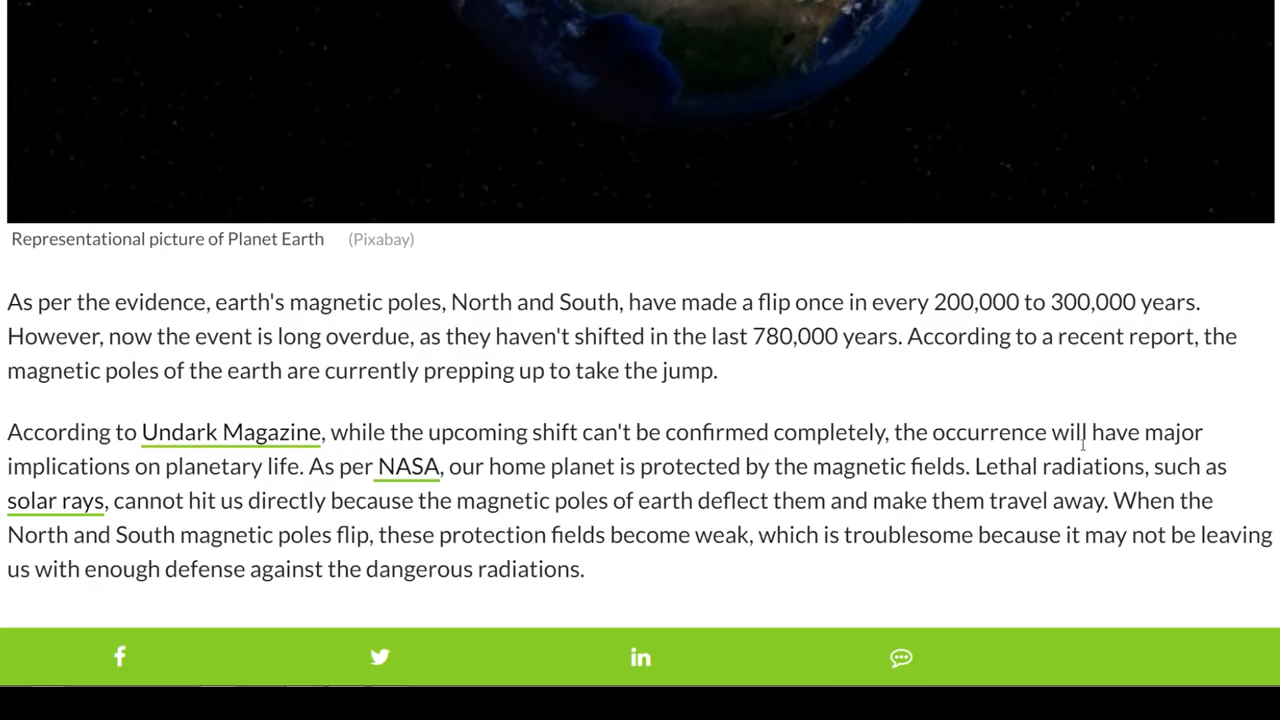 Representational picture of Planet Earth (Pixabay)
As per the evidence, earth's magnetic poles, North and South, have made a flip once in every 200,000 to 300,000 years.
However, now the event is long overdue, as they haven't shifted in the last 780,000 years. According to a recent report, the
magnetic poles of the earth are currently prepping up to take the jump.
According to Undark Magazine, while the upcoming shift can't be confirmed completely, the occurrence will have major
implications on planetary life. As per NASA, our home planet is protected by the magnetic fields. Lethal radiations, such as
solar rays, cannot hit us directly because the magnetic poles of earth deflect them and make them travel away. When the
North and South magnetic poles flip, these protection fields become weak, which is troublesome because it may not be leaving
us with enough defense against the dangerous radiations.